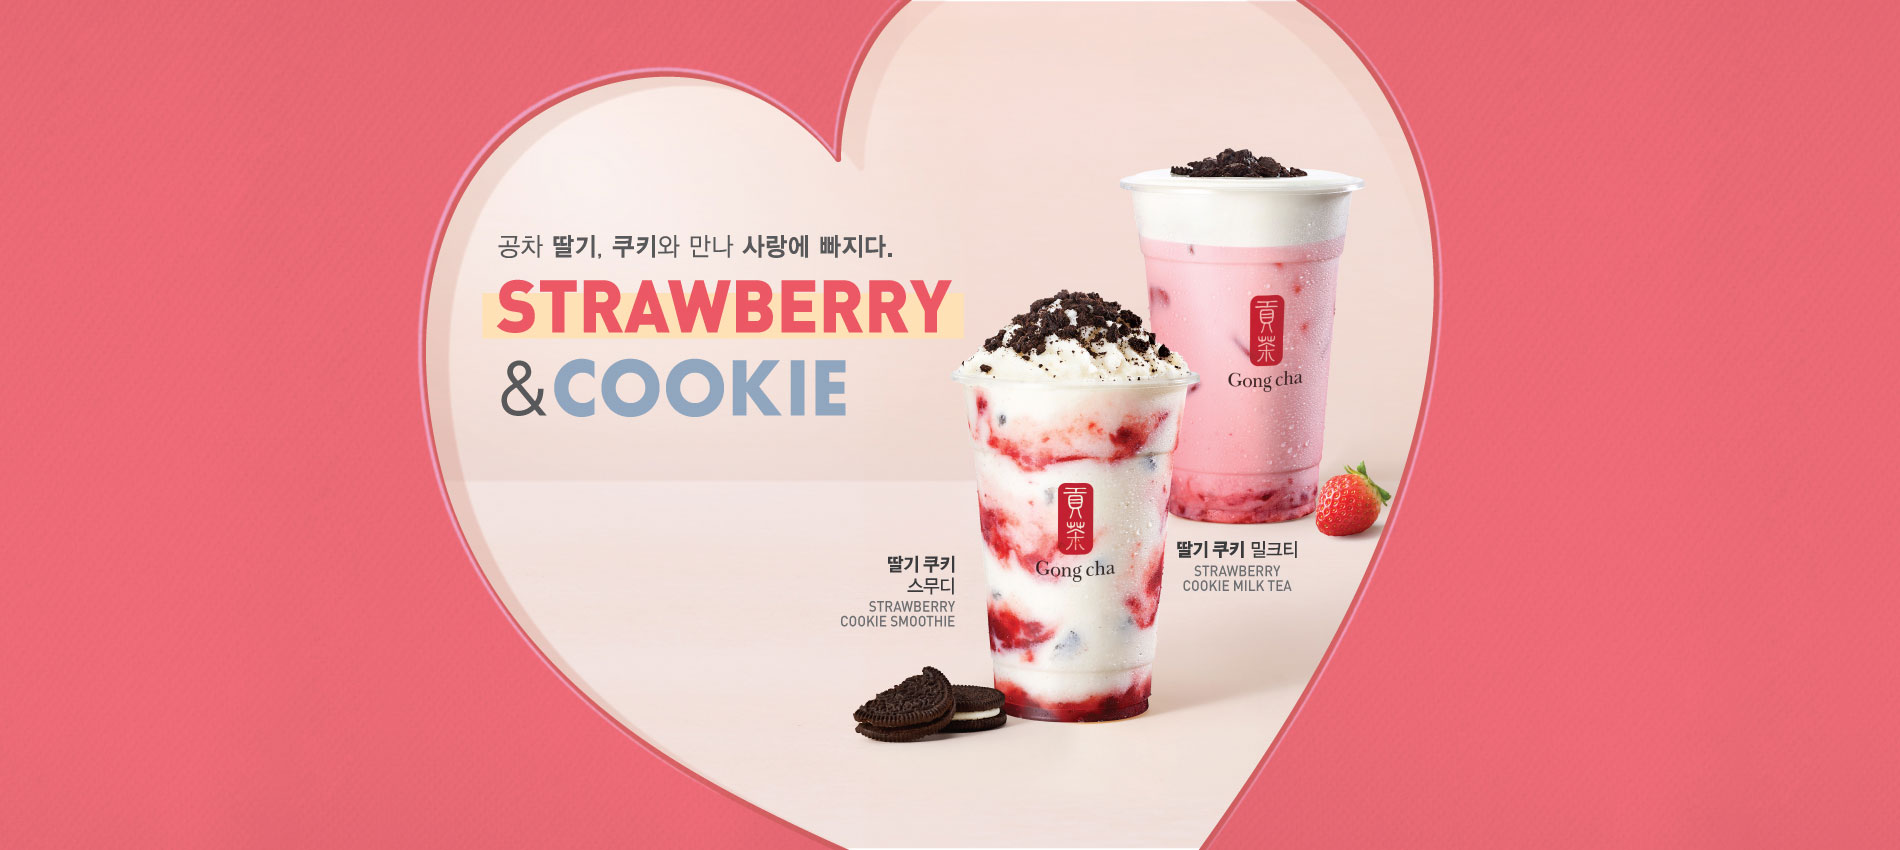 공차 딸기, 쿠키와 만나 사랑에 빠지다.
STRAWBERRY
&COOKIE
貢茶
Gong cha
貢茶
Gong cha
딸기 쿠키 밀크티
STRAWBERRY
COOKIE MILK TEA
딸기 쿠키
스무디
STRAWBERRY
COOKIE SMOOTHIE